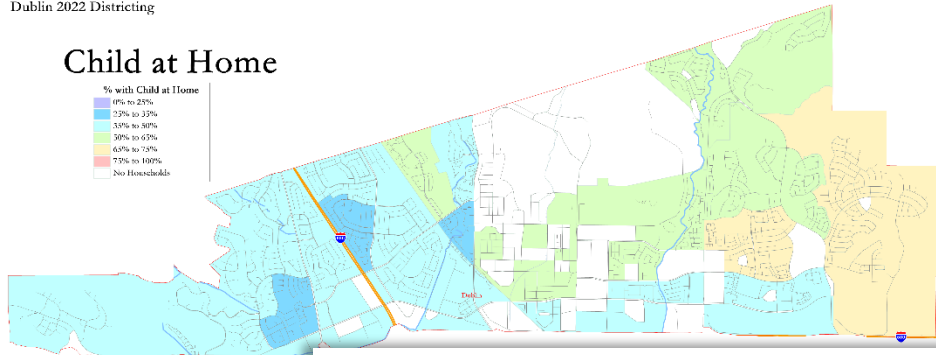 Dublin 2022 Districting
Child at Home
% with Child at Home
0% to 25%
25% to 35%
35% to 50%
50% to 65%
65% to 75%
75% to 100%
No Households
Dublin